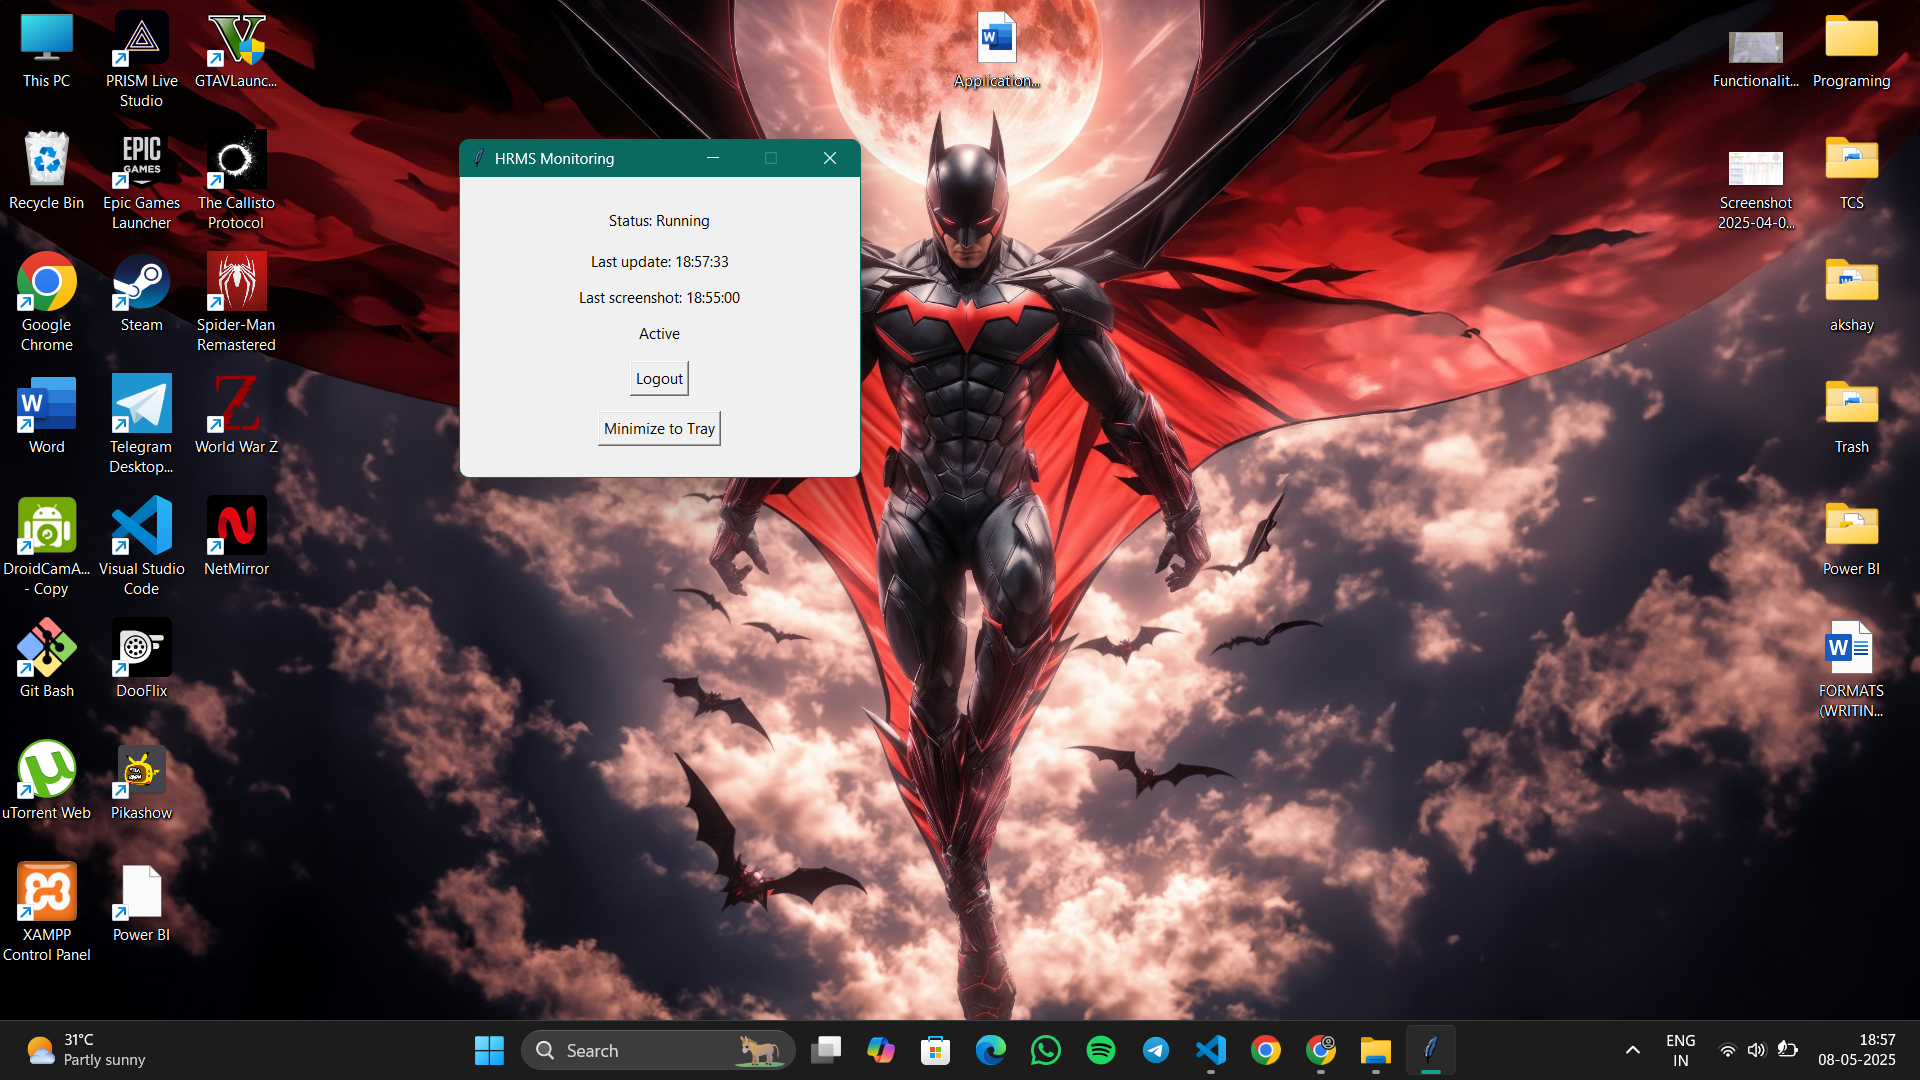 This PC
PRISM Live
Studio
GTAVLaunc...
Recycle Bin
EPIC
GAMES
Epic Games
Launcher
The Callisto
Protocol
Google
Chrome
Steam
Spider-Man
Remastered
W
Word
Telegram
Desktop...
World War Z
DroidCamA...
- Copy
Visual Studio
Code
NetMirror
Git Bash
DooFlix
uTorrent Web
Pikashow
XAMPP
Control Panel
Power BI
HRMS Monitoring
Status: Running
Last update: 18:57:33
Last screenshot: 18:55:00
Active
Logout
Minimize to Tray
W
Application...
Functionalit...
Programing
Screenshot
2025-04-0...
TCS
akshay
Trash
Power BI
W
FORMATS
(WRITIN...
31°C
Partly sunny
Search
ENG
IN
18:57
08-05-2025